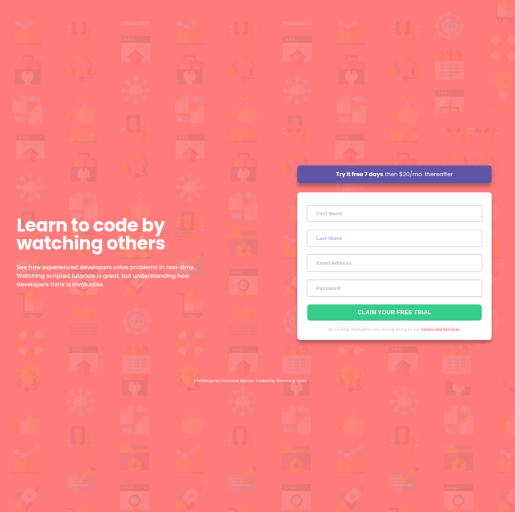 Learn to code by
watching others
See how experienced developers solve problems in real-time.
Watching scripted tutorials is great, but understanding how
developers think is invaluable.
Try it free 7 days then $20/mo. thereafter
First Name
Last Name
Email Address
Password
CLAIM YOUR FREE TRIAL
By clicking the button, you are agreeing to our Terms and Services
Challenge by Frontend Mentor. Coded by